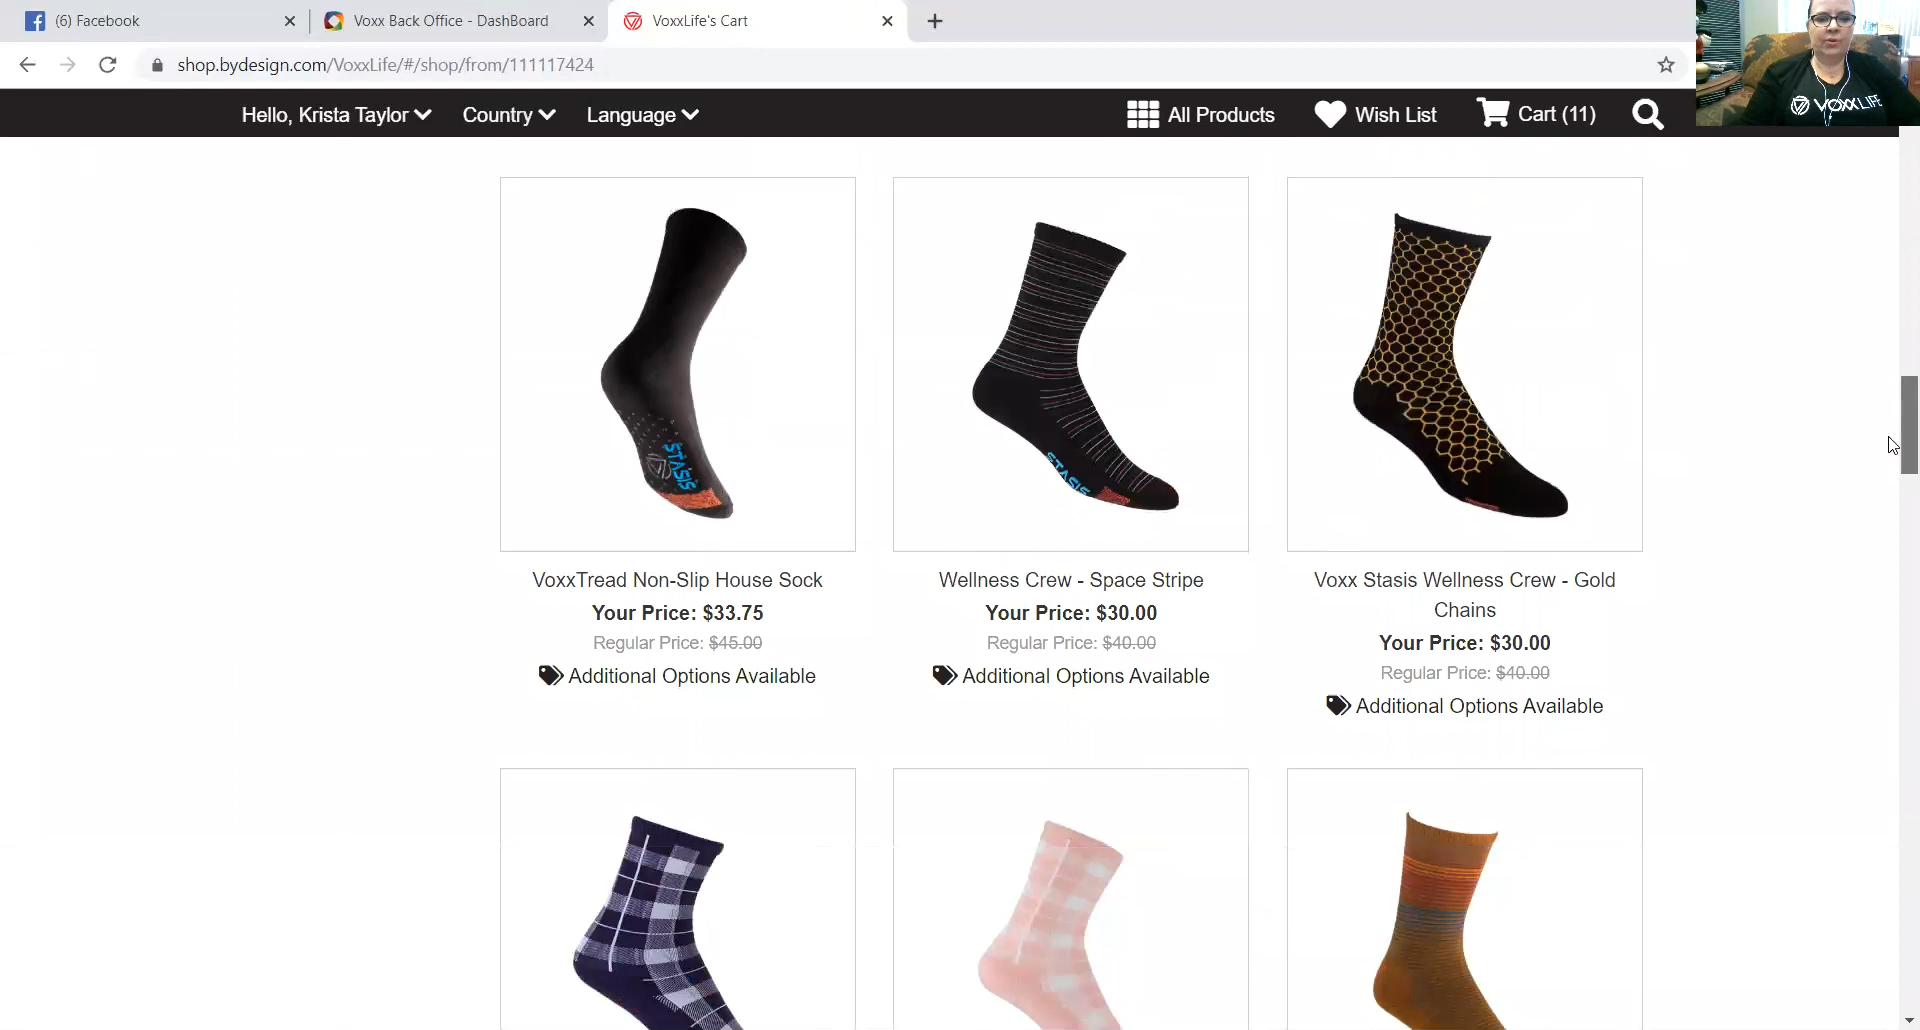 (6) Facebook
Voxx Back Office - DashBoard
VoxxLife's Cart
shop.bydesign.com/VoxxLife/#/shop/from/111117424
Hello, Krista Taylor
Country
Language
All Products
Wish List
Cart (11)
VOXXLIFE
STASIS
STASIS
VoxxTread Non-Slip House Sock
Your Price: $33.75
Regular Price: $45.00
Additional Options Available
Wellness Crew - Space Stripe
Your Price: $30.00
Regular Price: $40.00
Additional Options Available
Voxx Stasis Wellness Crew - Gold
Chains
Your Price: $30.00
Regular Price: $40.00
Additional Options Available